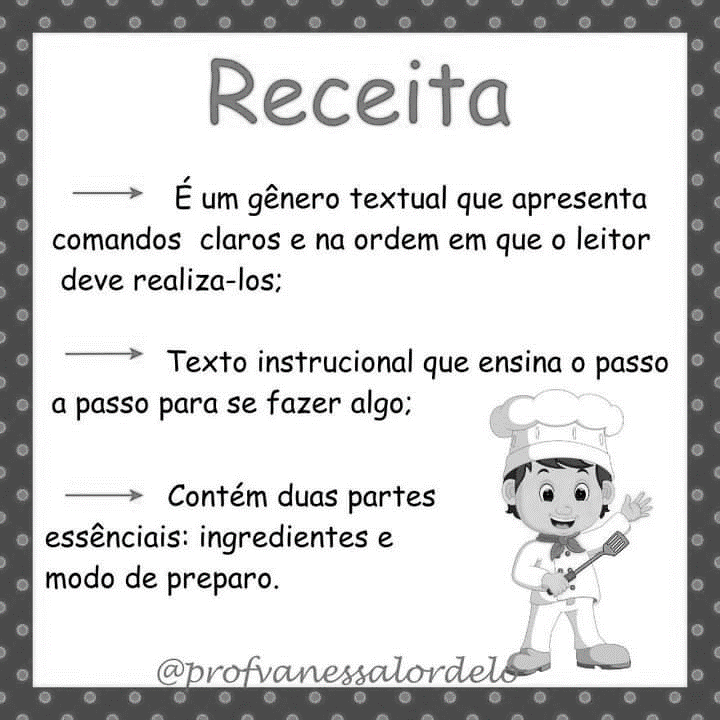 Receita
É um gênero textual que apresenta
comandos claros e na ordem em que o leitor
deve realiza-los;
Texto instrucional que ensina o passo
a passo para se fazer algo;
Contém duas partes
essênciais: ingredientes e
modo de preparo.
@profvanessalordelo